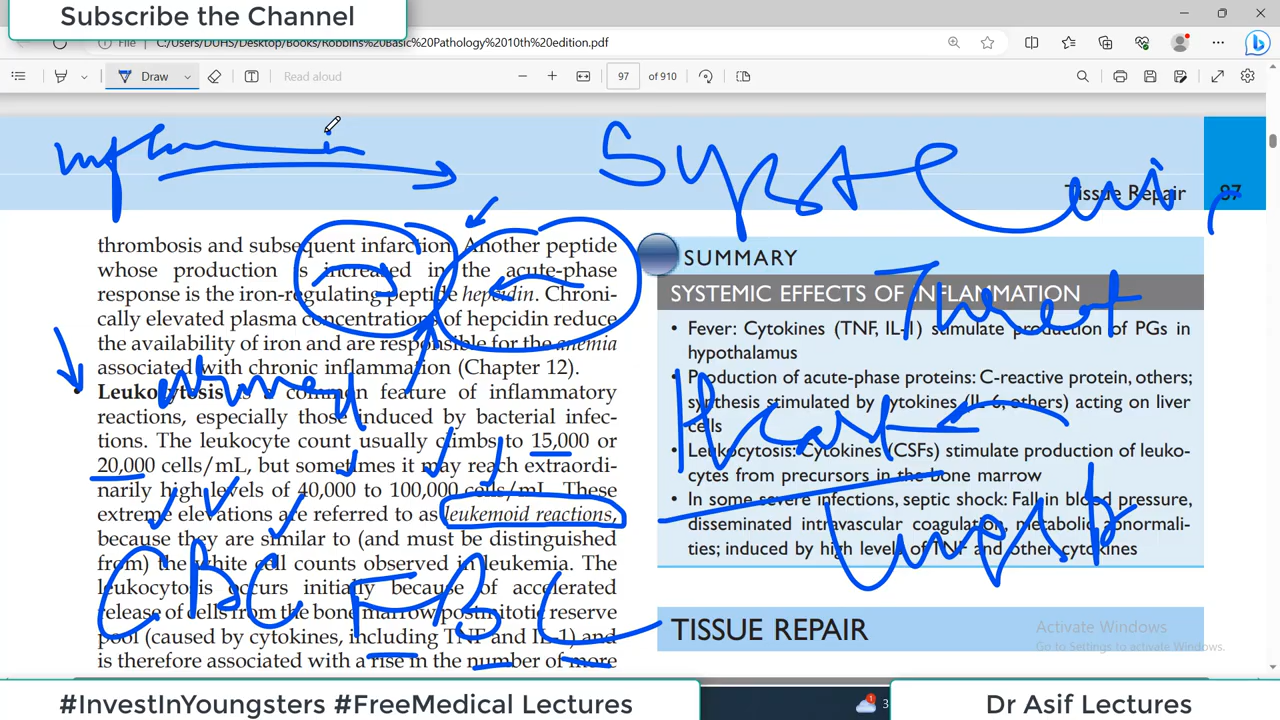 Subscribe the Channel
File C:/Users/DUHS/Desktop/Books/Robbins%20Basic%20Pathology%2010th%20edition.pdf
Draw Read aloud 97 of 910
Tissue Repair 97
thrombosis and subsequent infarction. Another peptide
whose production is increased in the acute-phase
response is the iron-regulating peptide hepcidin. Chroni-
cally elevated plasma concentrations of hepcidin reduce
the availability of iron and are responsible for the anemia
associated with chronic inflammation (Chapter 12).
• Leukocytosis is a common feature of inflammatory
reactions, especially those induced by bacterial infec-
tions. The leukocyte count usually climbs to 15,000 or
20,000 cells/mL, but sometimes it may reach extraordi-
narily high levels of 40,000 to 100,000 cells/mL. These
extreme elevations are referred to as leukemoid reactions,
because they are similar to (and must be distinguished
from) the white cell counts observed in leukemia. The
leukocytosis occurs initially because of accelerated
release of cells from the bone marrow postmitotic reserve
pool (caused by cytokines, including TNF and IL-1) and
is therefore associated with a rise in the number of more
CBC FBC
SUMMARY
SYSTEMIC EFFECTS OF INFLAMMATION
• Fever: Cytokines (TNF, IL-1) stimulate production of PGs in
hypothalamus
• Production of acute-phase proteins: C-reactive protein, others;
synthesis stimulated by cytokines (IL-6, others) acting on liver
cells
• Leukocytosis: Cytokines (CSFs) stimulate production of leuko-
cytes from precursors in the bone marrow
• In some severe infections, septic shock: Fall in blood pressure,
disseminated intravascular coagulation, metabolic abnormali-
ties; induced by high levels of TNF and other cytokines
Threat
TISSUE REPAIR
Activate Windows
Go to Settings to activate Windows.
#InvestInYoungsters #FreeMedical Lectures
Dr Asif Lectures